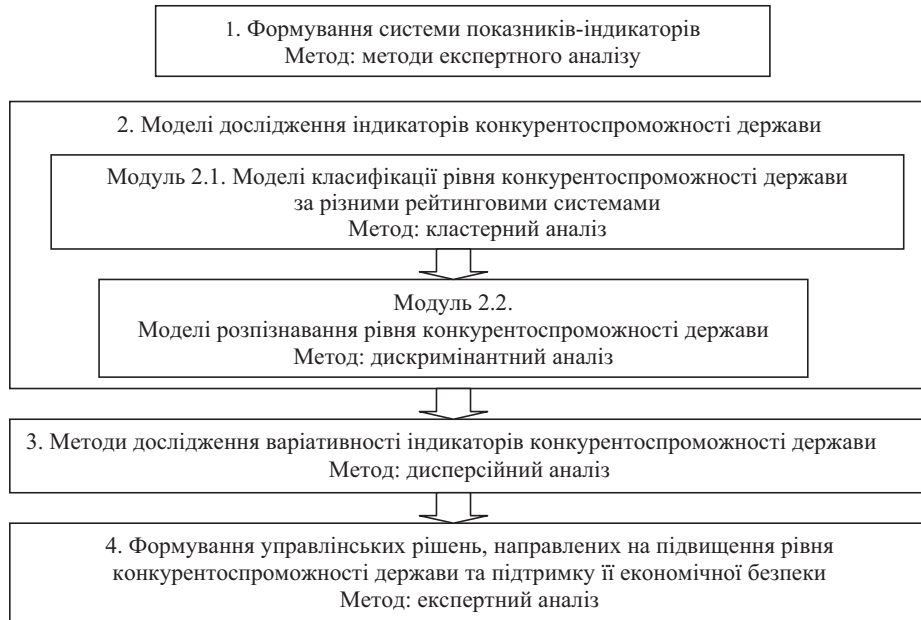 1. Формування системи показників-індикаторів
Метод: методи експертного аналізу
2. Моделі дослідження індикаторів конкурентоспроможності держави
Модуль 2.1. Моделі класифікації рівня конкурентоспроможності держави
за різними рейтинговими системами
Метод: кластерний аналіз
Модуль 2.2.
Моделі розпізнавання рівня конкурентоспроможності держави
Метод: дискримінантний аналіз
3. Методи дослідження варіативності індикаторів конкурентоспроможності держави
Метод: дисперсійний аналіз
4. Формування управлінських рішень, направлених на підвищення рівня
конкурентоспроможності держави та підтримку її економічної безпеки
Метод: експертний аналіз